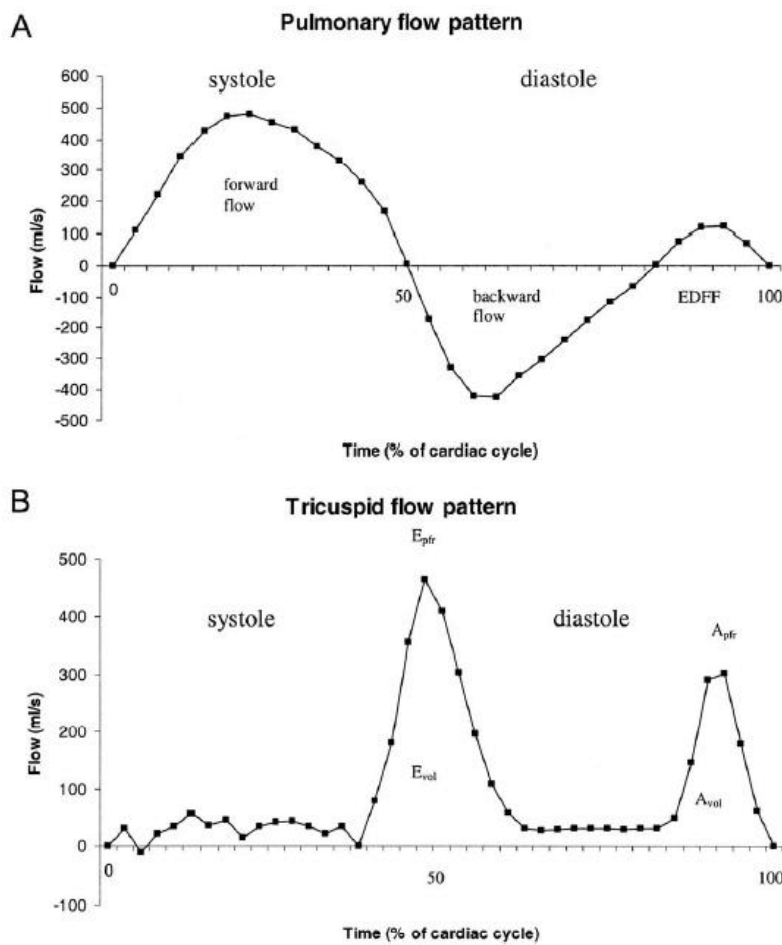 A
Pulmonary flow pattern
600
systole
diastole
500
400
300
forward
flow
200
100
0
0
50
backward
flow
EDFF
100
-100
-200
-300
-400
-500
Flow (ml/s)
Time (% of cardiac cycle)
B
Tricuspid flow pattern
Epfr
500
systole
diastole
400
Apfr
300
200
Evol
Avol
100
0
0
50
100
-100
Flow (ml/s)
Time (% of cardiac cycle)